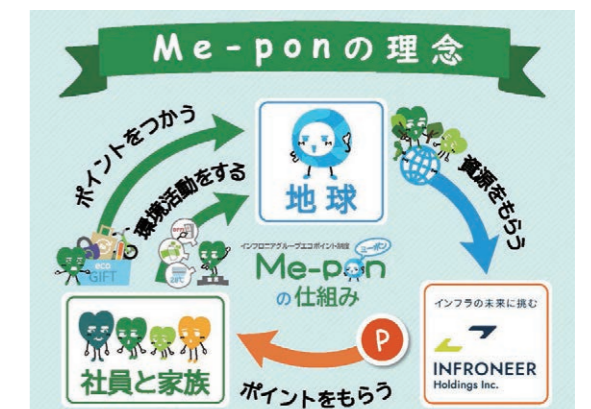 Me-ponの理念
ポイントをつかう
環境活動をする
地球
資源をもらう
eco
GIFT
インフロニアグループエコポイント制度
ミーポン
Me-pon
の仕組み
P
インフラの未来に挑む
INFRONEER
Holdings Inc.
社員と家族
ポイントをもらう